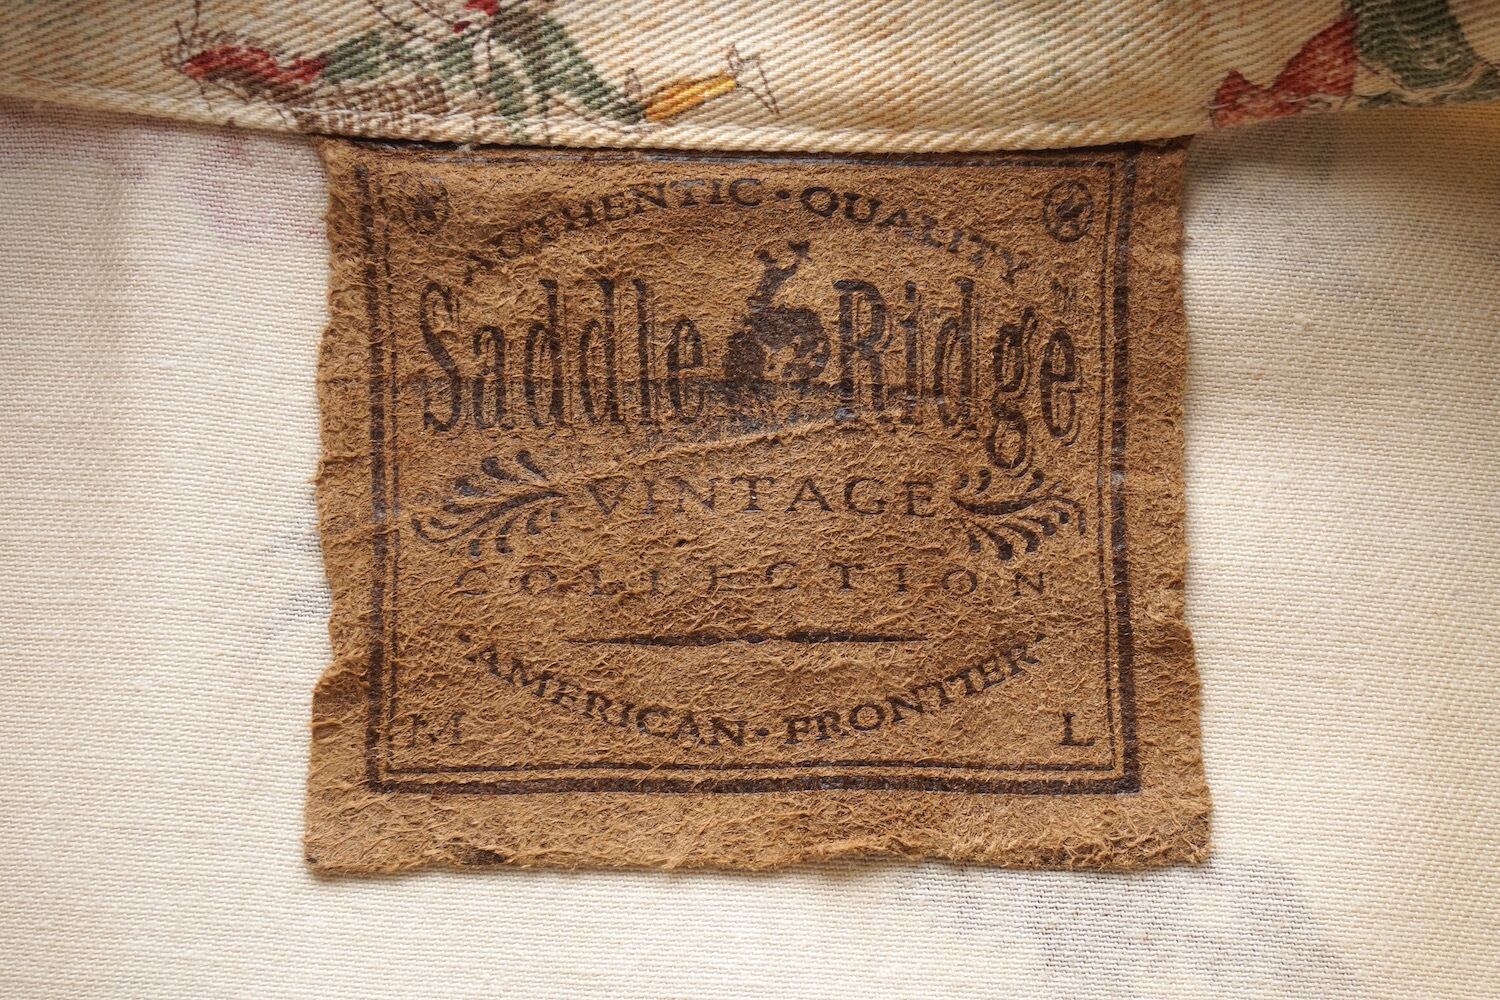 AUTHENTIC • QUALITY
Saddle Ridge
VINTAGE
COLLECTION
AMERICAN • FRONTIER
M L